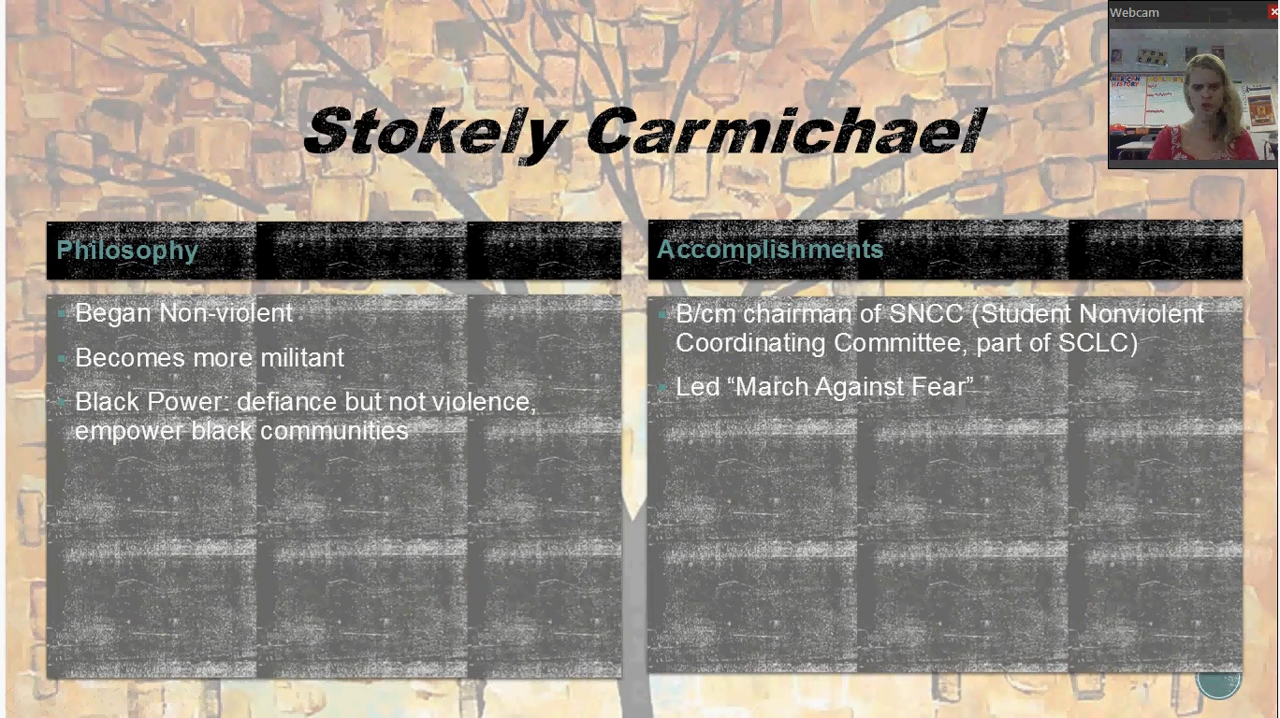 Webcam
Stokely Carmichael
Philosophy
Began Non-violent
Becomes more militant
Black Power: defiance but not violence,
empower black communities
Accomplishments
B/cm chairman of SNCC (Student Nonviolent
Coordinating Committee, part of SCLC)
Led “March Against Fear”